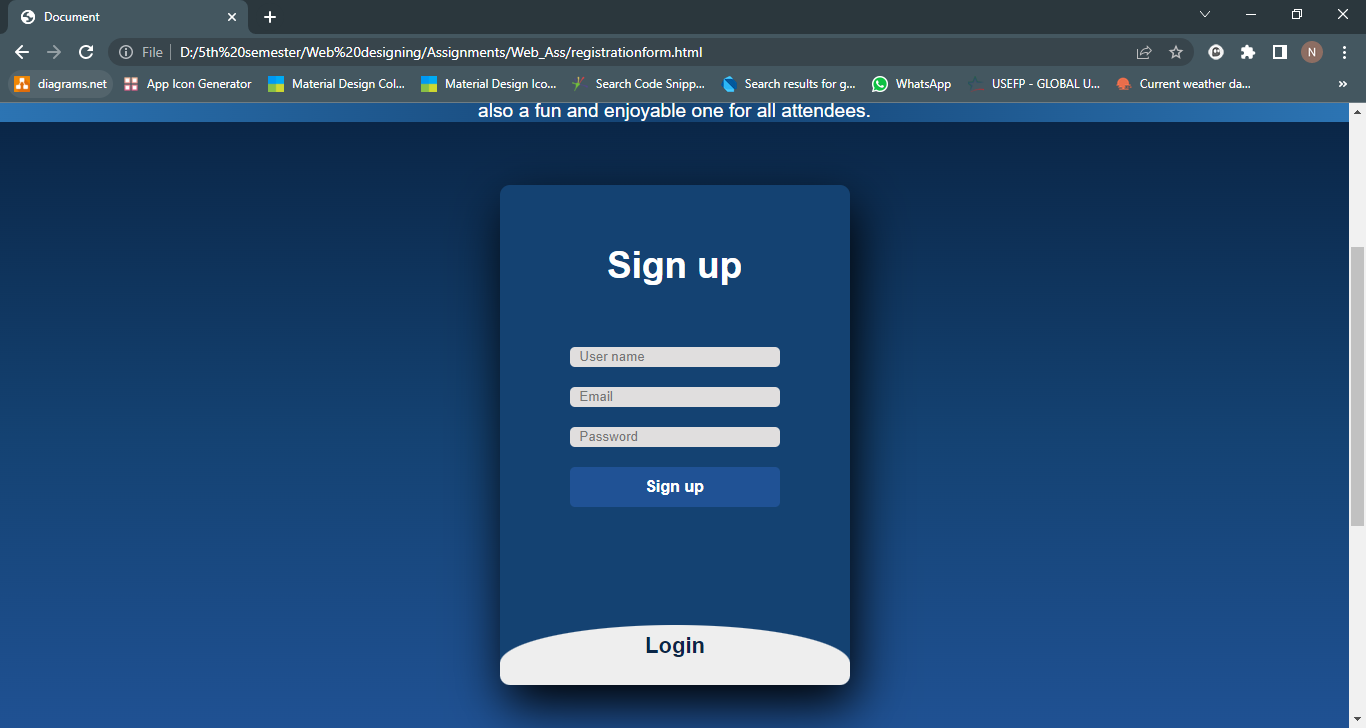 Document
File
D:/5th%20semester/Web%20designing/Assignments/Web_Ass/registrationform.html
N
diagrams.net App Icon Generator Material Design Col... Material Design Ico... Search Code Snipp... Search results for g... WhatsApp USEFP - GLOBAL U... Current weather da... »
also a fun and enjoyable one for all attendees.
Sign up
User name
Email
Password
Sign up
Login